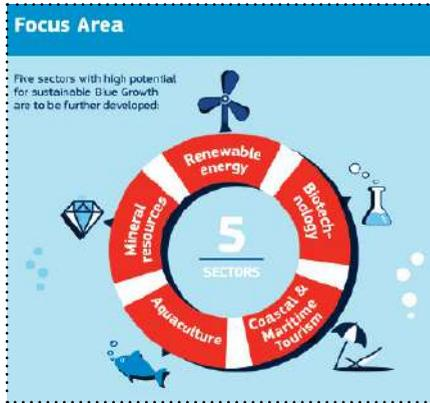 Focus Area
Five sectors with high potential
for sustainable Blue Growth
are to be further developed:
Renewable
energy
Biotech-
nology
Coastal &
Maritime
Tourism
Aquaculture
Mineral
resources
5
SECTORS